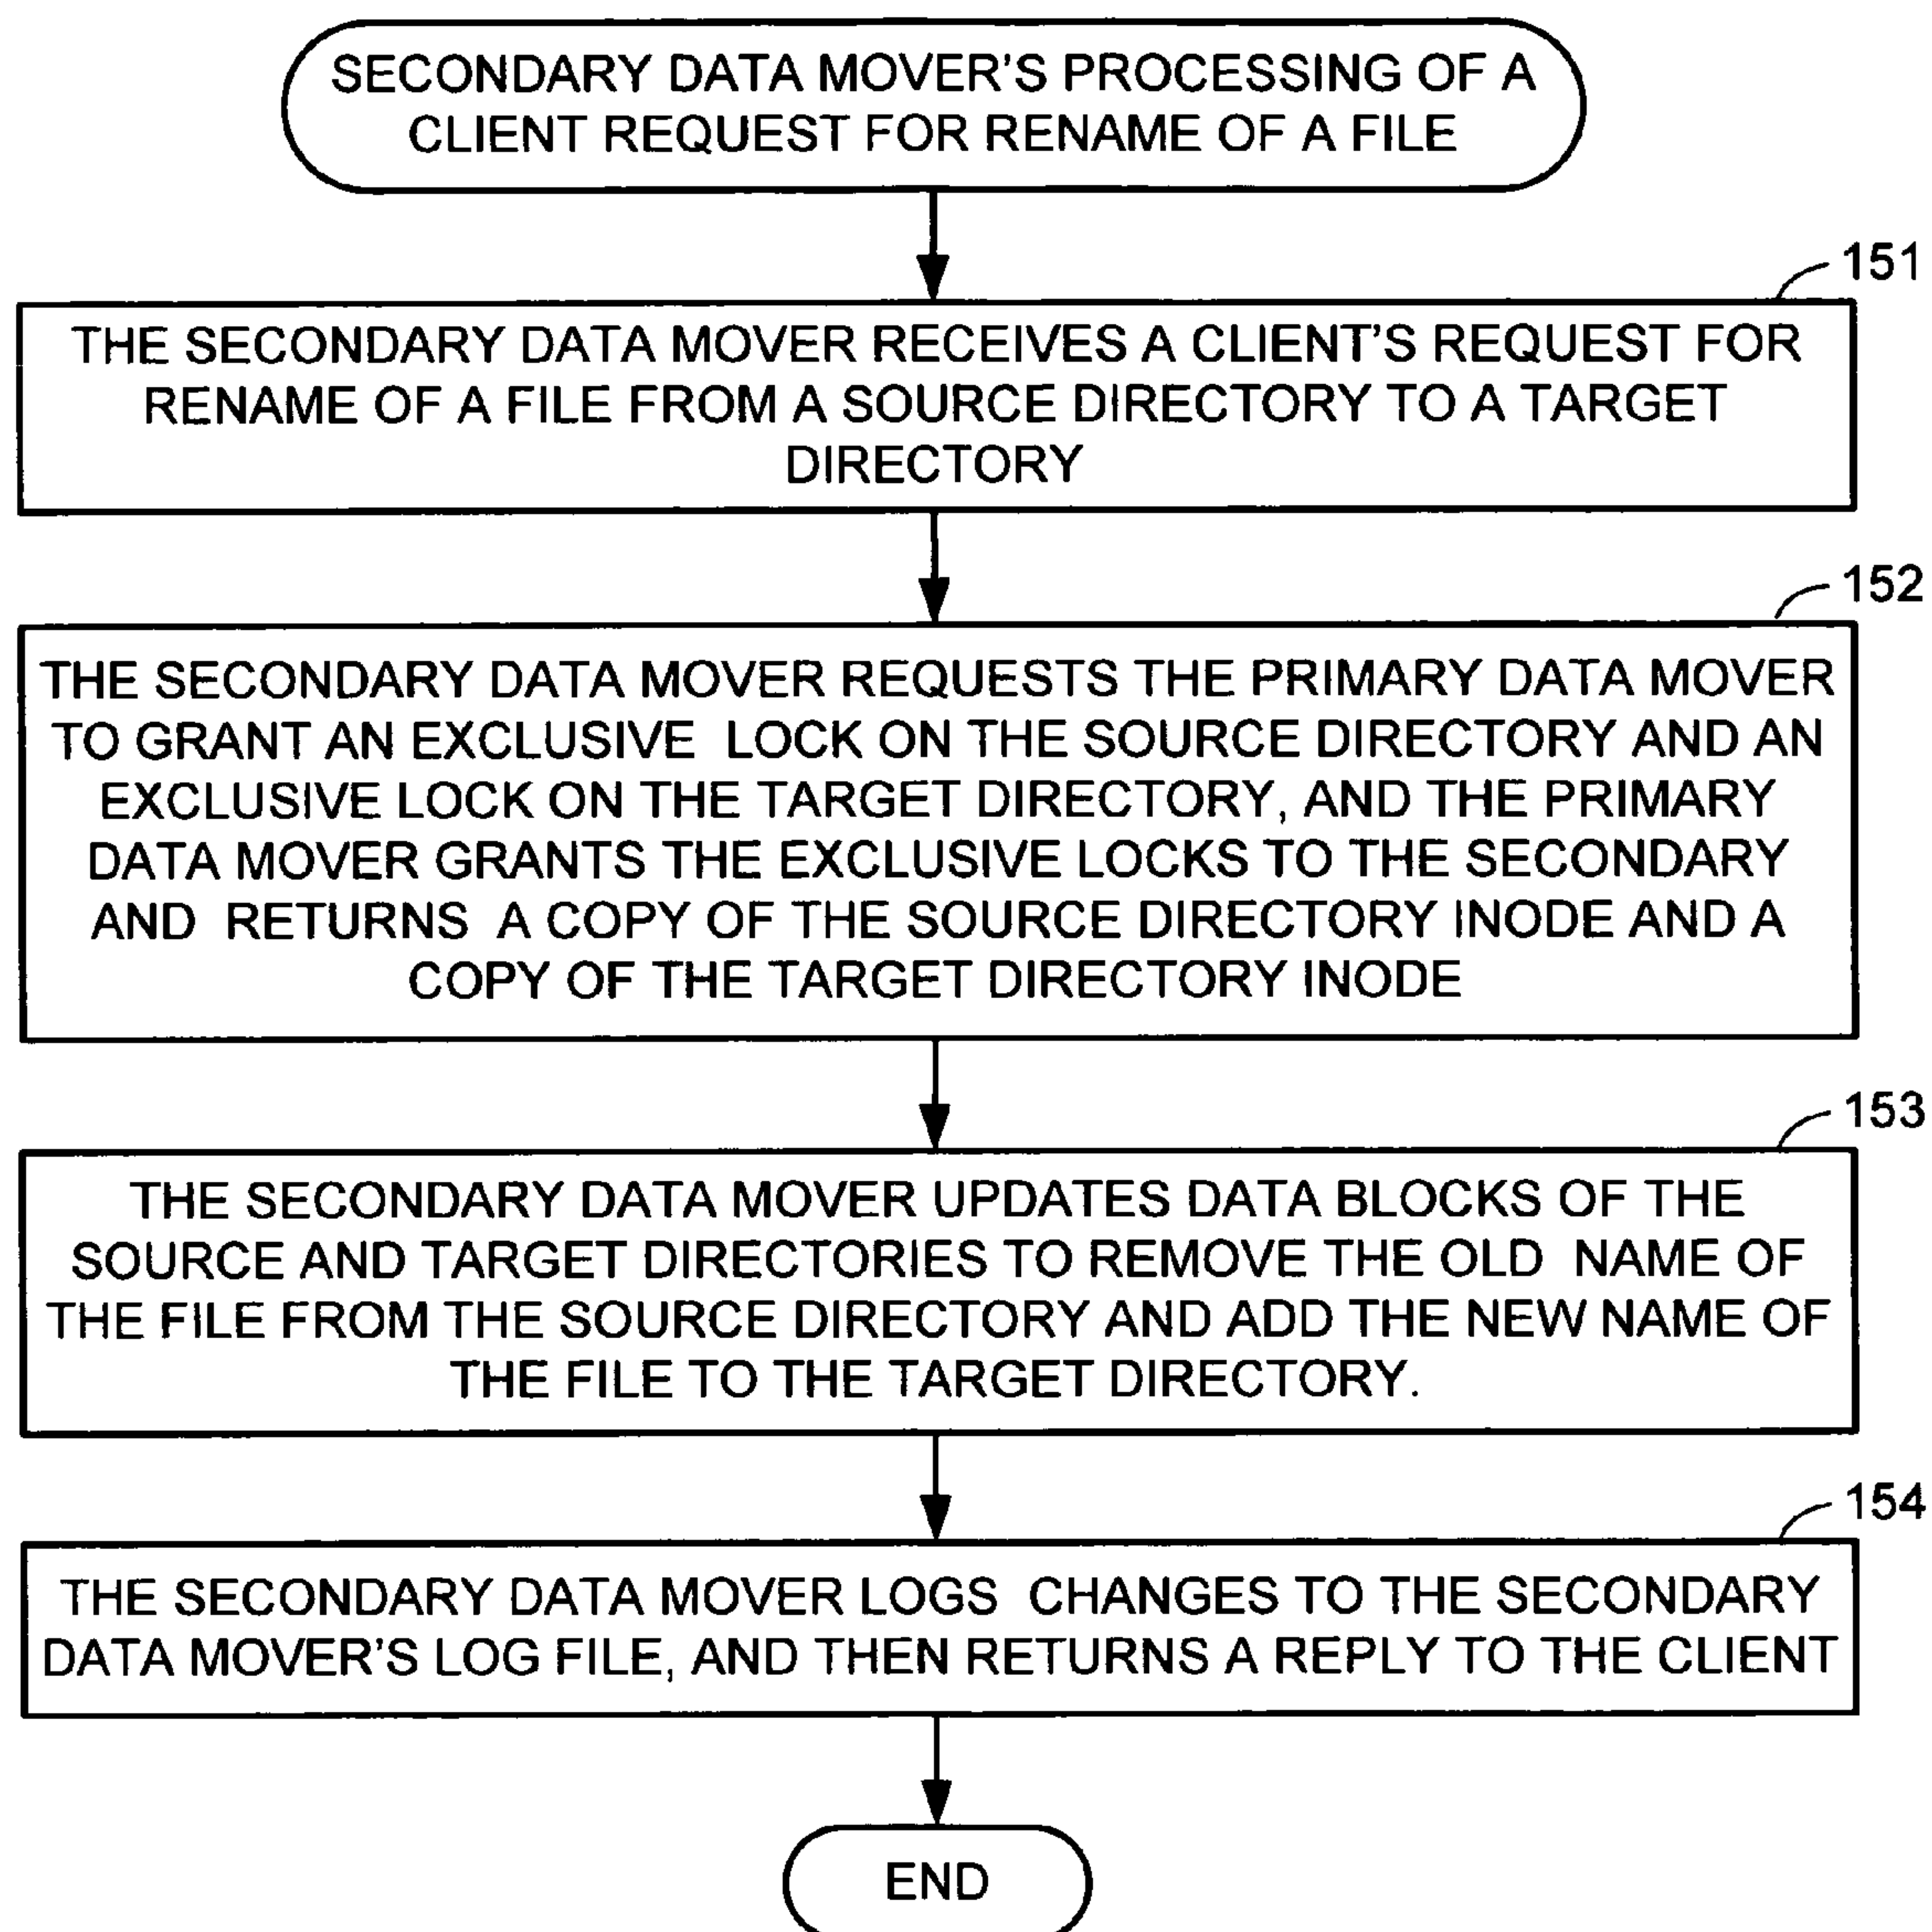 SECONDARY DATA MOVER'S PROCESSING OF A
CLIENT REQUEST FOR RENAME OF A FILE
151
THE SECONDARY DATA MOVER RECEIVES A CLIENT'S REQUEST FOR
RENAME OF A FILE FROM A SOURCE DIRECTORY TO A TARGET
DIRECTORY
152
THE SECONDARY DATA MOVER REQUESTS THE PRIMARY DATA MOVER
TO GRANT AN EXCLUSIVE LOCK ON THE SOURCE DIRECTORY AND AN
EXCLUSIVE LOCK ON THE TARGET DIRECTORY, AND THE PRIMARY
DATA MOVER GRANTS THE EXCLUSIVE LOCKS TO THE SECONDARY
AND RETURNS A COPY OF THE SOURCE DIRECTORY INODE AND A
COPY OF THE TARGET DIRECTORY INODE
153
THE SECONDARY DATA MOVER UPDATES DATA BLOCKS OF THE
SOURCE AND TARGET DIRECTORIES TO REMOVE THE OLD NAME OF
THE FILE FROM THE SOURCE DIRECTORY AND ADD THE NEW NAME OF
THE FILE TO THE TARGET DIRECTORY.
154
THE SECONDARY DATA MOVER LOGS CHANGES TO THE SECONDARY
DATA MOVER'S LOG FILE, AND THEN RETURNS A REPLY TO THE CLIENT
END